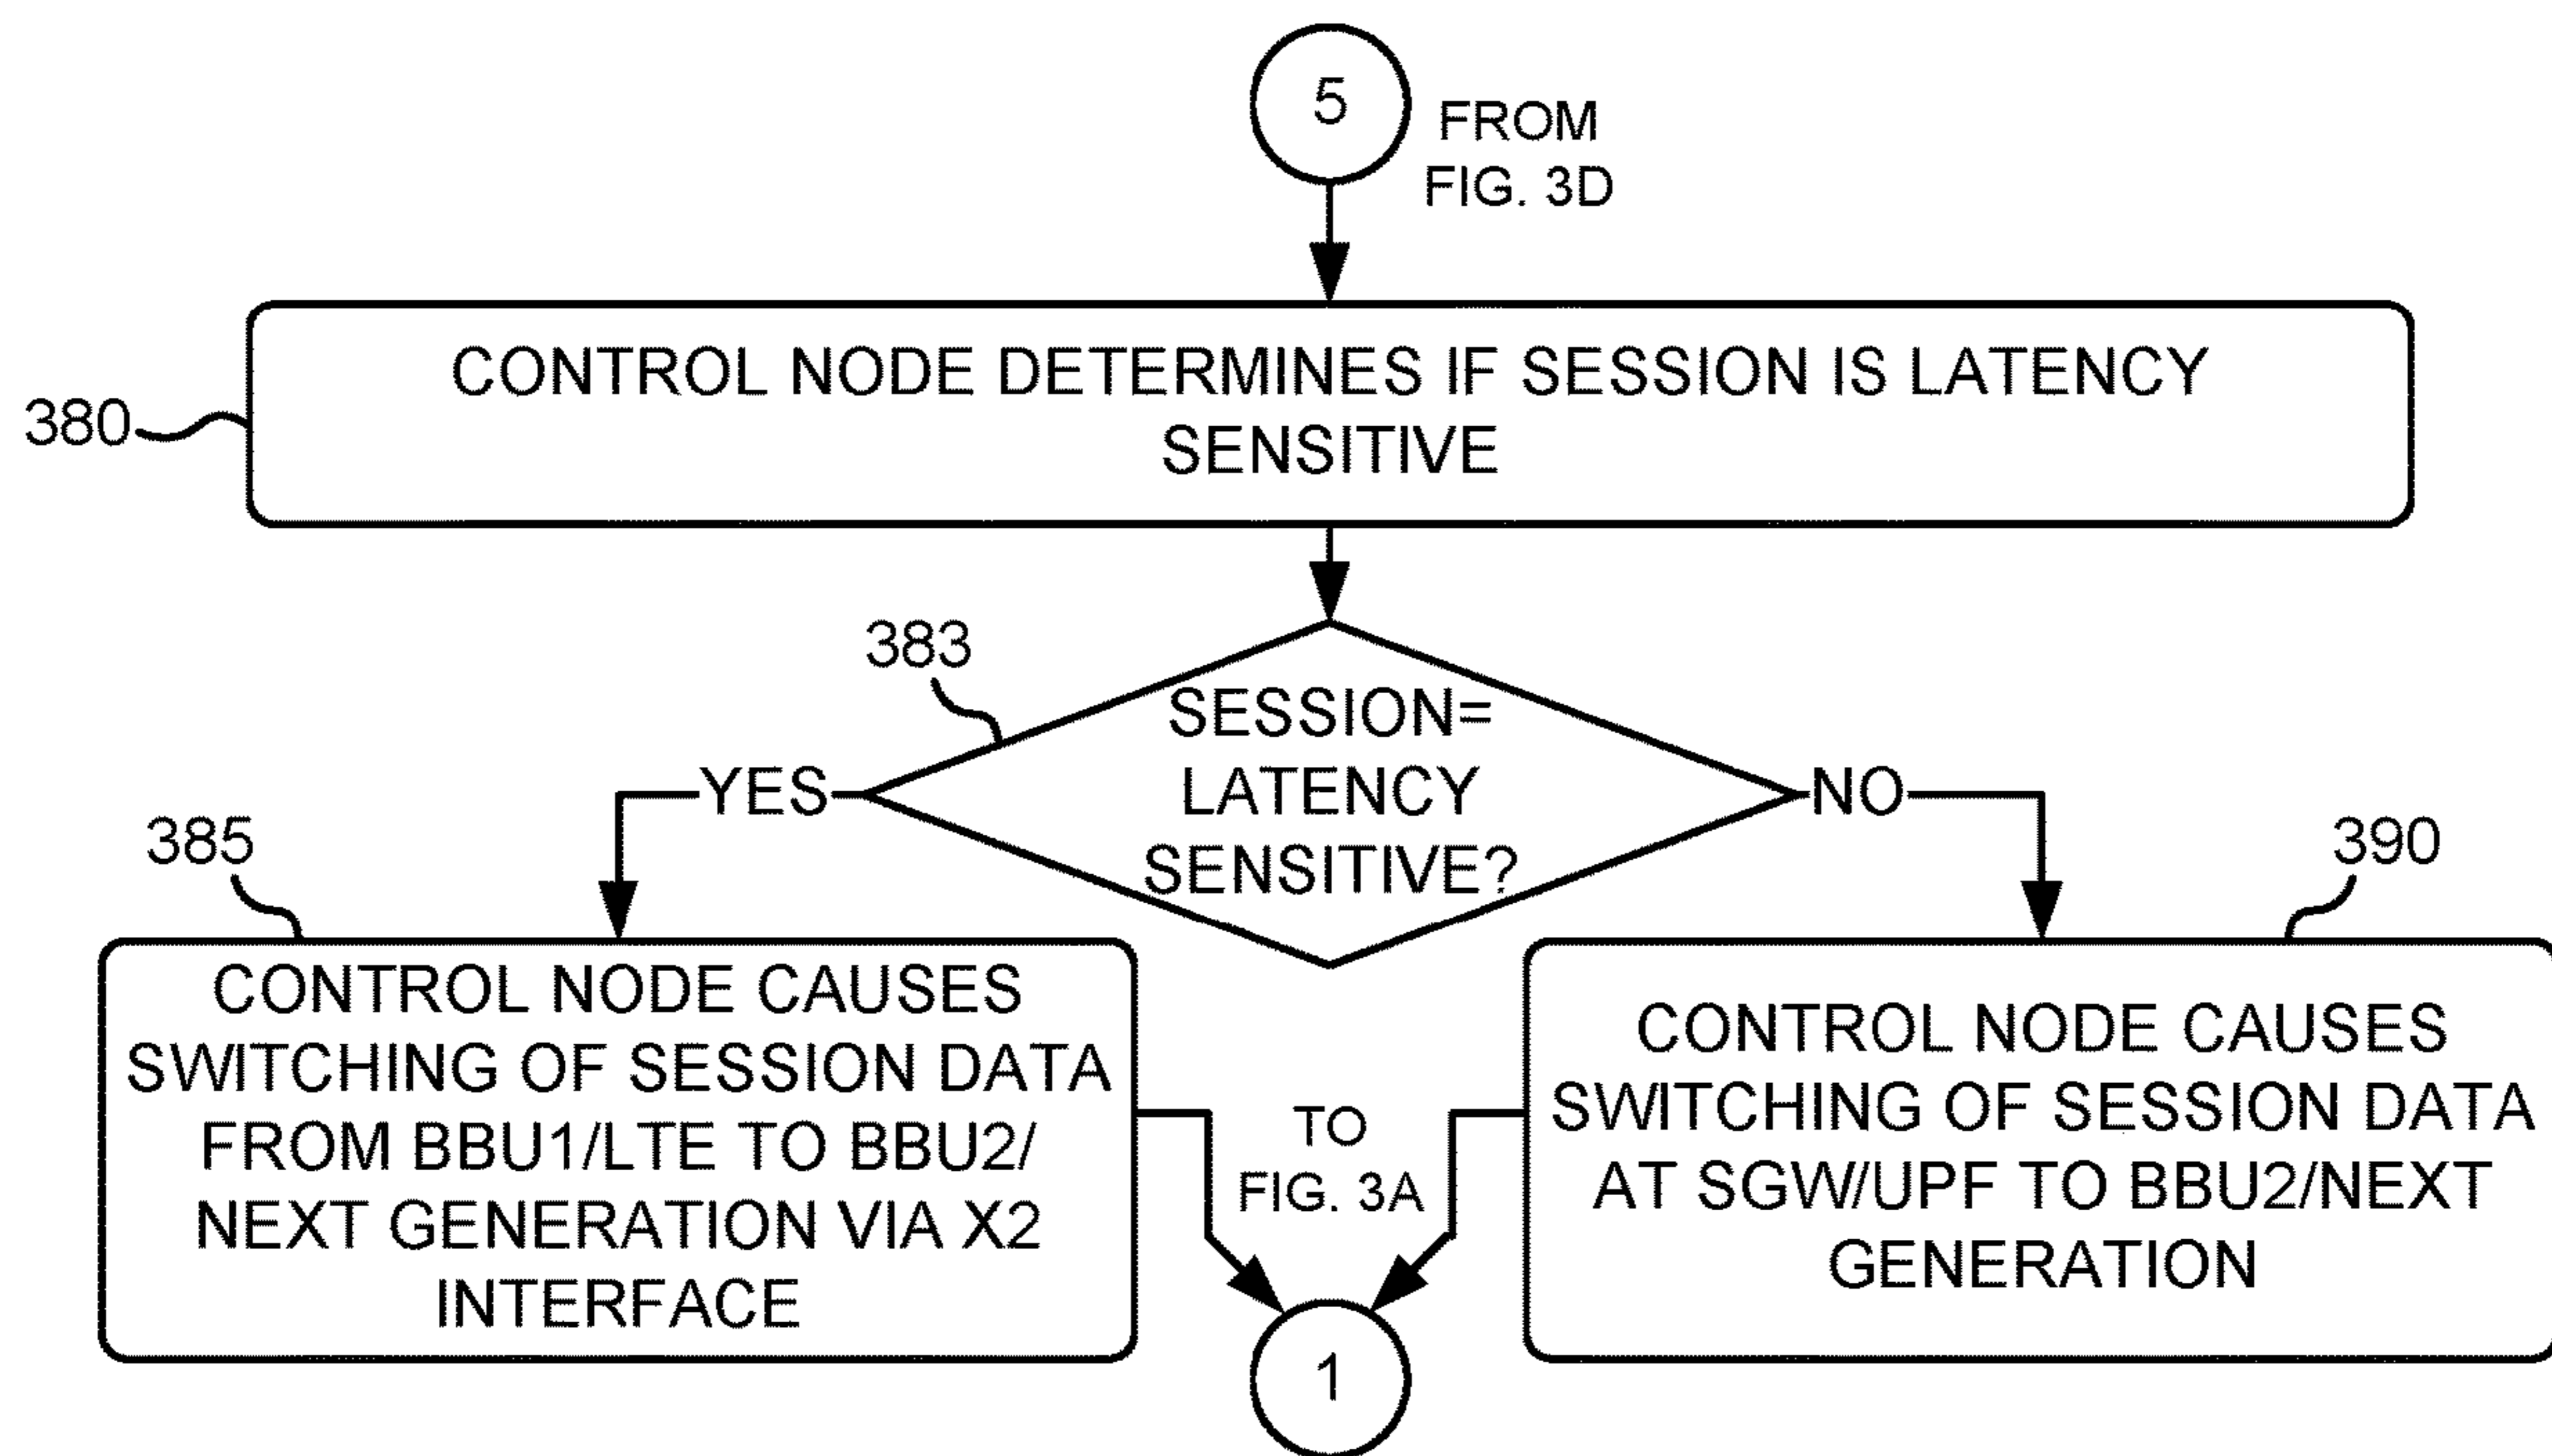 5
FROM
FIG. 3D
CONTROL NODE DETERMINES IF SESSION IS LATENCY
SENSITIVE
380
383
SESSION=
LATENCY
SENSITIVE?
YES
NO
385
390
CONTROL NODE CAUSES
SWITCHING OF SESSION DATA
FROM BBU1/LTE TO BBU2/
NEXT GENERATION VIA X2
INTERFACE
TO
FIG. 3A
CONTROL NODE CAUSES
SWITCHING OF SESSION DATA
AT SGW/UPF TO BBU2/NEXT
GENERATION
1